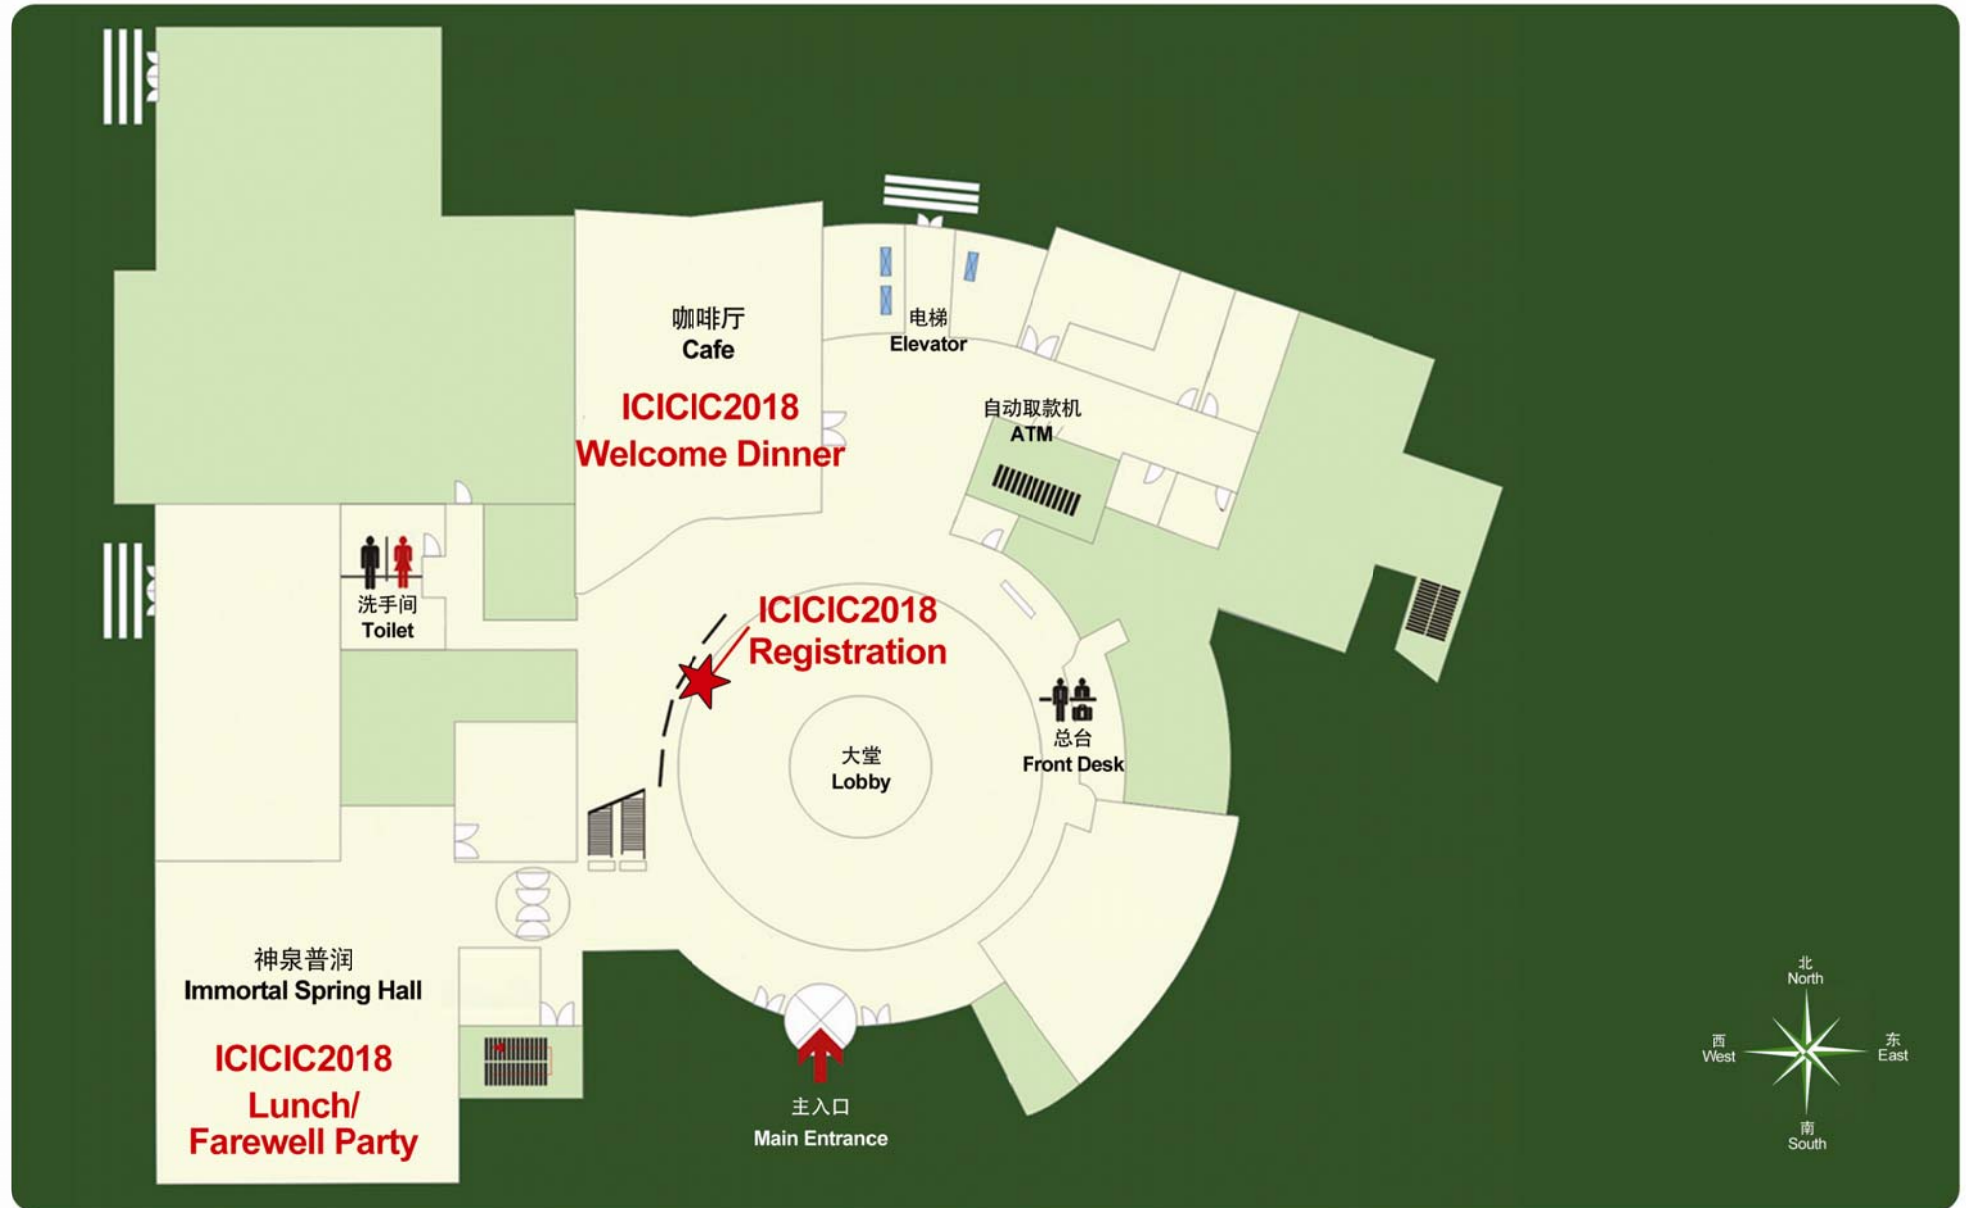 咖啡厅
Cafe
ICICIC2018
Welcome Dinner
电梯
Elevator
自动取款机
ATM
洗手间
Toilet
ICICIC2018
Registration
大堂
Lobby
总台
Front Desk
神泉普润
Immortal Spring Hall
ICICIC2018
Lunch/
Farewell Party
主入口
Main Entrance
北
North
西
West
东
East
南
South